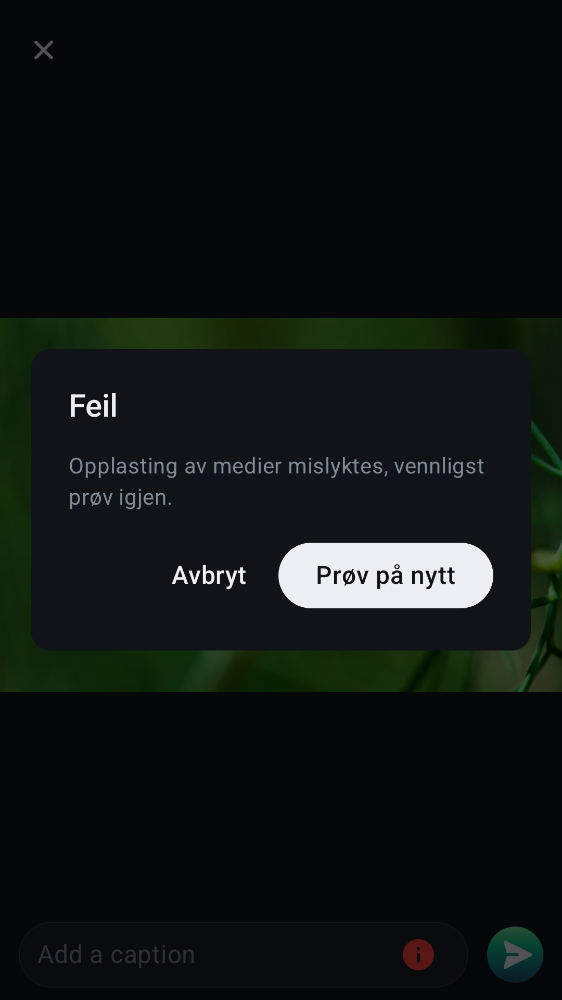 Feil
Opplasting av medier mislyktes, vennligst
prøv igjen.
Avbryt
Prøv på nytt
Add a caption